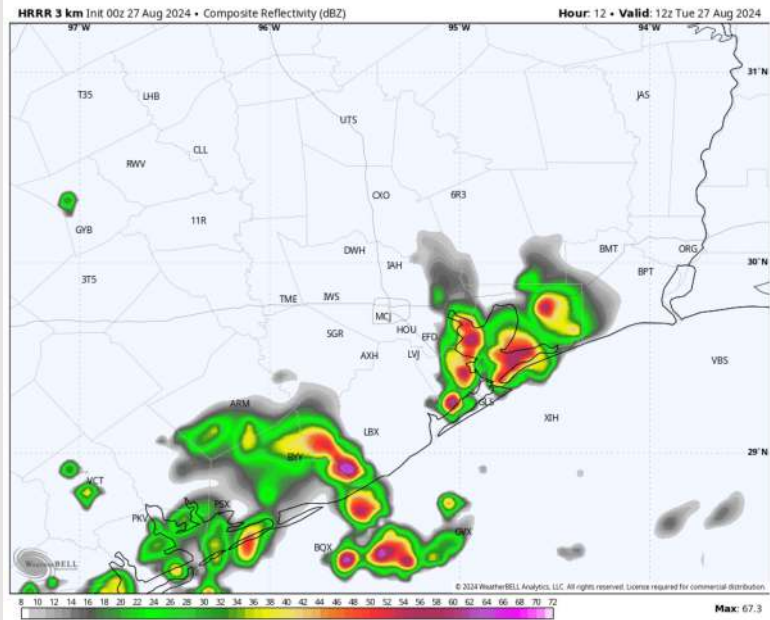 HRRR 3 km Init 00z 27 Aug 2024 • Composite Reflectivity (dBZ) Hour: 12 • Valid: 12z Tue 27 Aug 2024
97°W 96°W 95°W 94°W
31°N
T35 LHB JAS
UTS
CLL
RWV
CXO 6R3
11R
GYB
DWH BMT ORG
IAH 30°N
BPT
3T5
TME IWS
MCJ
SGR HOU EFD
AXH LVJ
VBS
ARM GLS
LBX XIH
BYY 29°N
VCT
PSX
PKV
GVX
BQX
WeatherBELL
© 2024 WeatherBELL Analytics, LLC. All rights reserved. License required for commercial distribution.
8 10 12 14 16 18 20 22 24 26 28 30 32 34 36 38 40 42 44 46 48 50 52 54 56 58 60 62 64 66 68 70 72
Max: 67.3